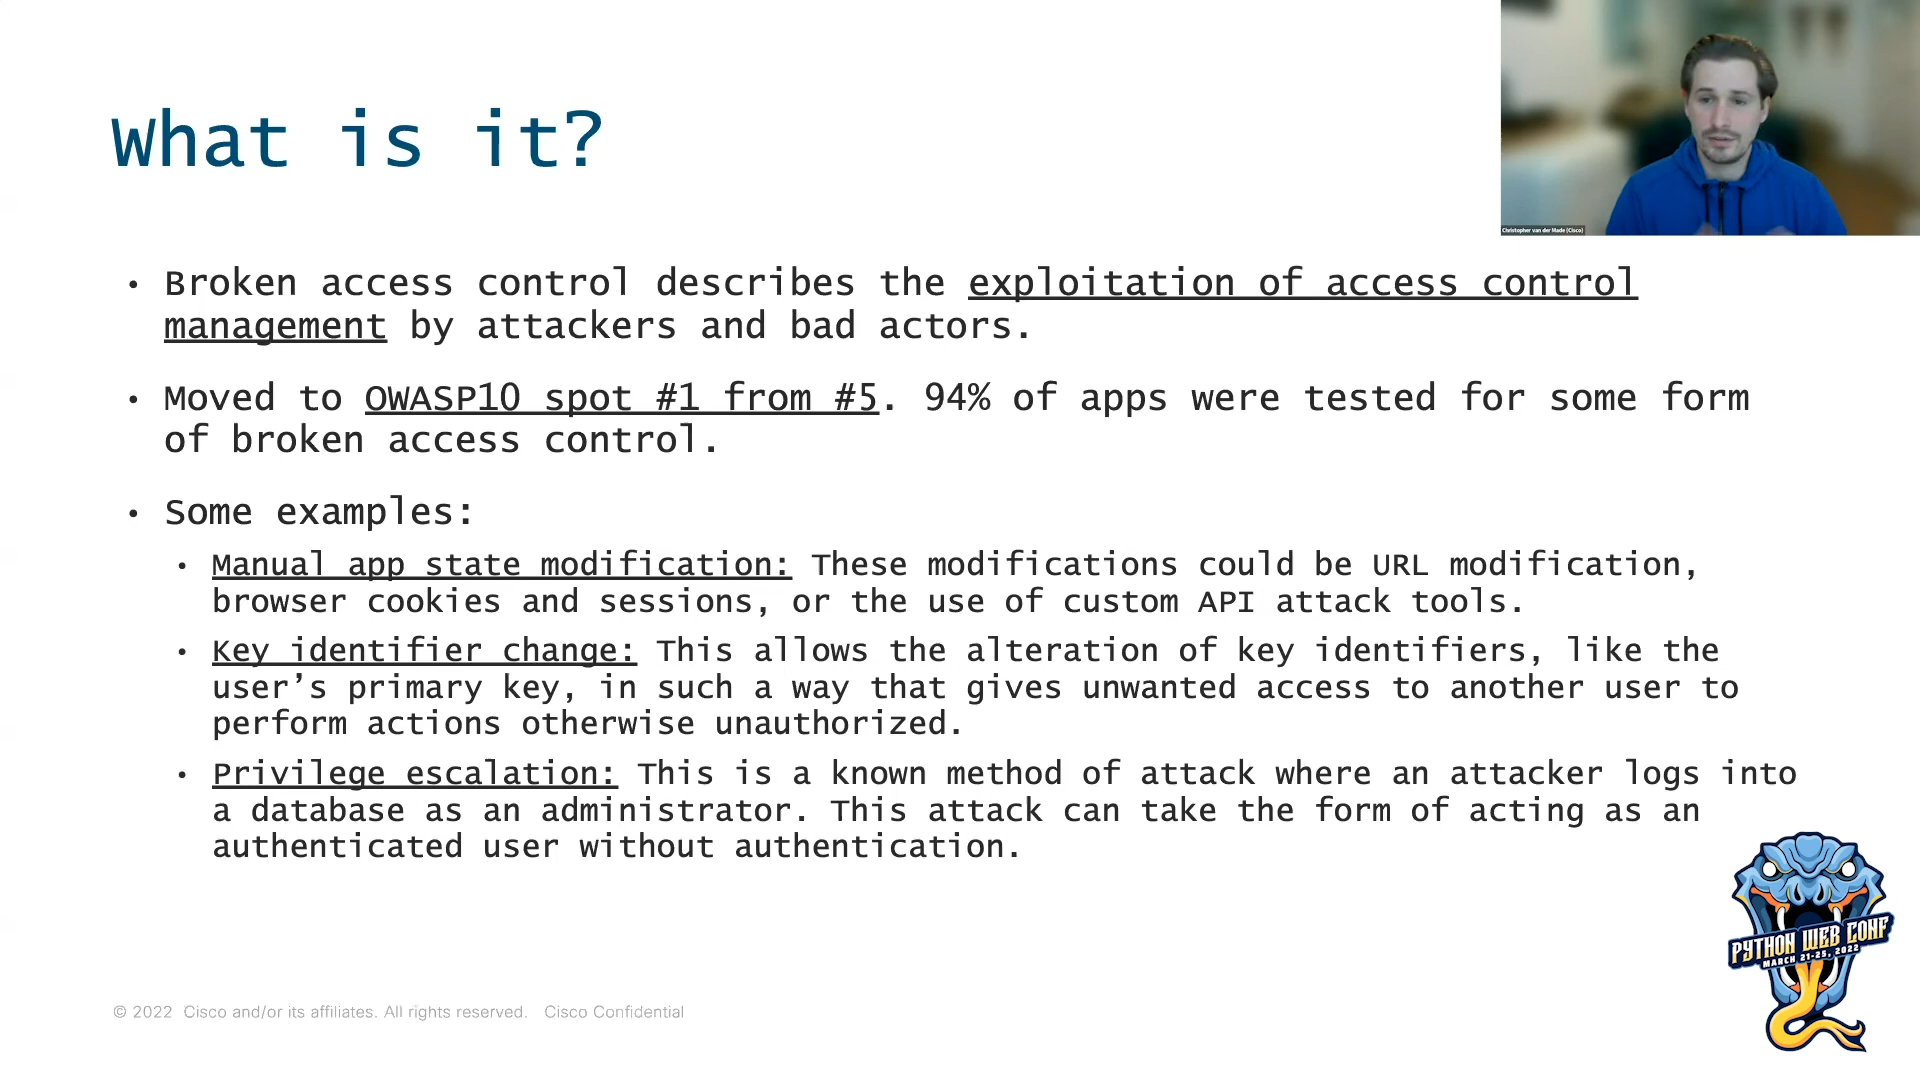 What is it?
Christopher van der Made (Cisco)
• Broken access control describes the exploitation of access control
management by attackers and bad actors.
• Moved to OWASP10 spot #1 from #5. 94% of apps were tested for some form
of broken access control.
• Some examples:
• Manual app state modification: These modifications could be URL modification,
browser cookies and sessions, or the use of custom API attack tools.
• Key identifier change: This allows the alteration of key identifiers, like the
user’s primary key, in such a way that gives unwanted access to another user to
perform actions otherwise unauthorized.
• Privilege escalation: This is a known method of attack where an attacker logs into
a database as an administrator. This attack can take the form of acting as an
authenticated user without authentication.
PYTHON WEB CONF
MARCH 21-25, 2022
© 2022 Cisco and/or its affiliates. All rights reserved. Cisco Confidential